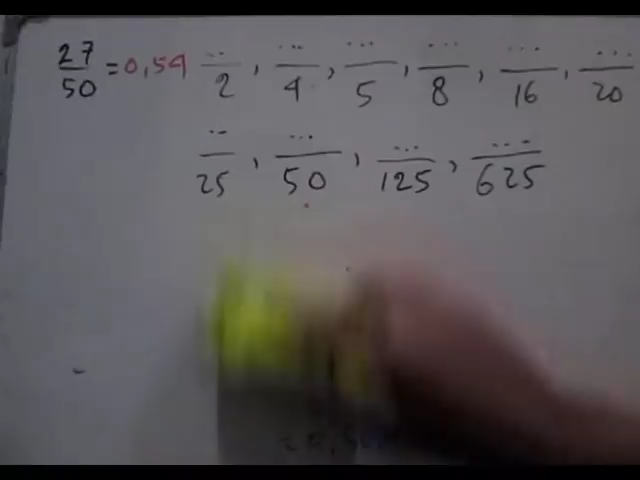 27/50 = 0,54 ../2 , .../4 , .../5 , .../8 , .../16 , .../20
../25 , .../50 , .../125 , ..../625